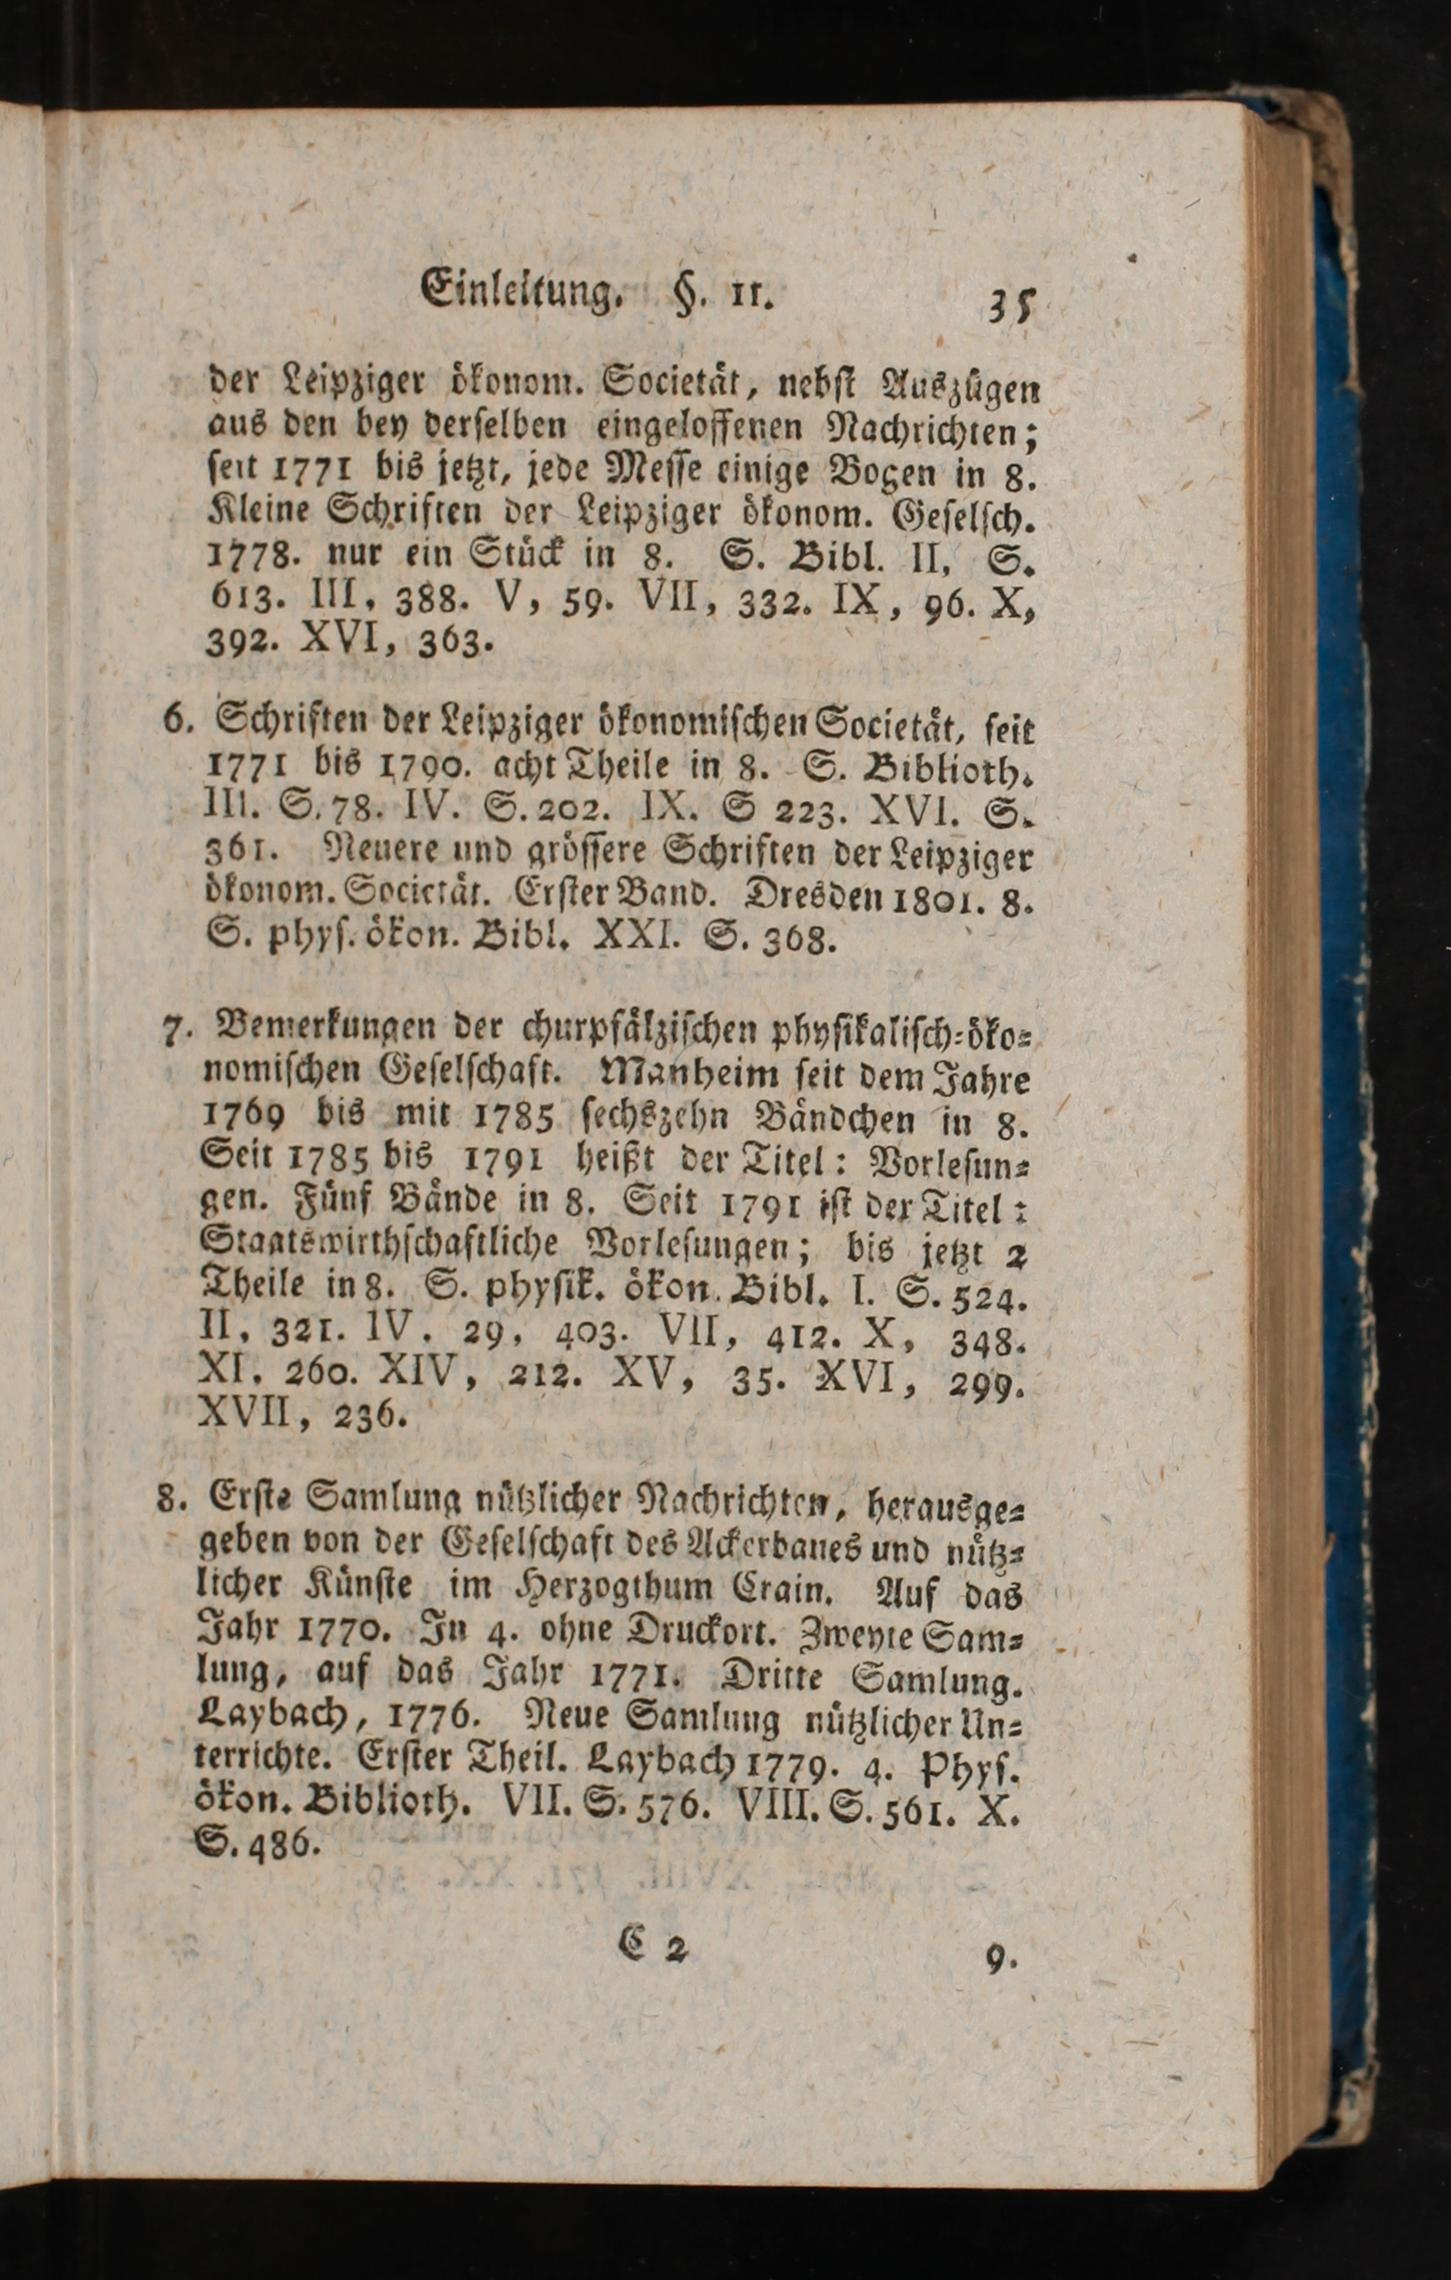 Einleitung. §. 11. 35
der Leipziger ökonom. Societät, nebſt Auszügen
aus den bey derſelben eingeloffenen Nachrichten;
ſeit 1771 bis jetzt, jede Meſſe einige Bogen in 8.
Kleine Schriften der Leipziger ökonom. Geſelſch.
1778. nur ein Stück in 8. S. Bibl. II, S.
613. III, 388. V, 59. VII, 332. IX, 96. X,
392. XVI, 363.
6. Schriften der Leipziger ökonomiſchen Societät, ſeit
1771 bis 1790. acht Theile in 8. S. Biblioth.
III. S. 78. IV. S. 202. IX. S 223. XVI. S.
361. Neuere und gröſſere Schriften der Leipziger
ökonom. Societät. Erſter Band. Dresden 1801. 8.
S. phyſ. ökon. Bibl. XXI. S. 368.
7. Bemerkungen der churpfälziſchen phyſikaliſch-öko-
nomiſchen Geſelſchaft. Manheim ſeit dem Jahre
1769 bis mit 1785 ſechszehn Bändchen in 8.
Seit 1785 bis 1791 heißt der Titel: Vorleſun-
gen. Fünf Bände in 8. Seit 1791 iſt der Titel:
Staatswirthſchaftliche Vorleſungen; bis jetzt 2
Theile in 8. S. phyſik. ökon. Bibl. I. S. 524.
II, 321. IV. 29, 403. VII, 412. X, 348.
XI. 260. XIV, 212. XV, 35. XVI, 299.
XVII, 236.
8. Erſte Samlung nützlicher Nachrichten, herausge-
geben von der Geſelſchaft des Ackerbaues und nütz-
licher Künſte im Herzogthum Crain. Auf das
Jahr 1770. In 4. ohne Druckort. Zweyte Sam-
lung, auf das Jahr 1771. Dritte Samlung.
Laybach, 1776. Neue Samlung nützlicher Un-
terrichte. Erſter Theil. Laybach 1779. 4. Phyſ.
ökon. Biblioth. VII. S. 576. VIII. S. 561. X.
S. 486.
C 2 9.